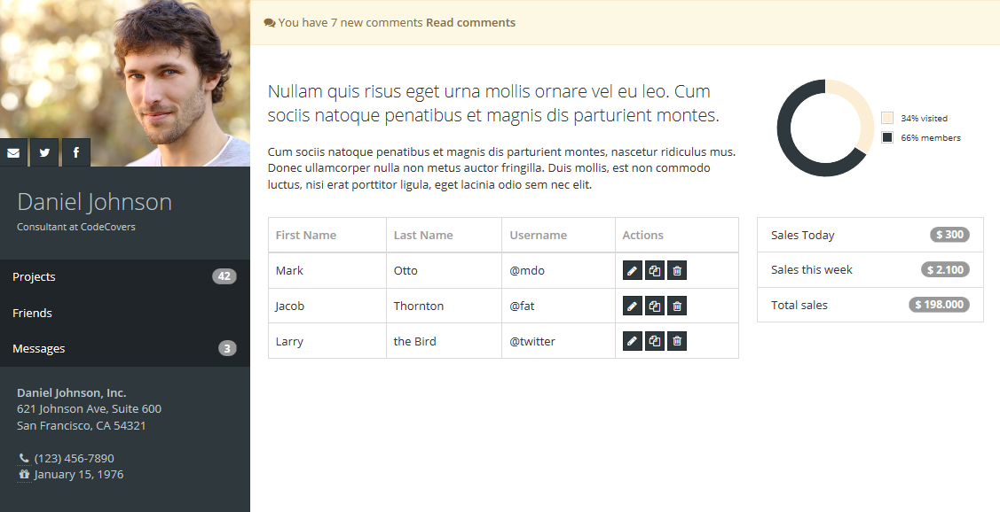 You have 7 new comments Read comments
Daniel Johnson
Consultant at CodeCovers
Projects 42
Friends
Messages 3
Daniel Johnson, Inc.
621 Johnson Ave, Suite 600
San Francisco, CA 54321
(123) 456-7890
January 15, 1976
Nullam quis risus eget urna mollis ornare vel eu leo. Cum
sociis natoque penatibus et magnis dis parturient montes.
Cum sociis natoque penatibus et magnis dis parturient montes, nascetur ridiculus mus.
Donec ullamcorper nulla non metus auctor fringilla. Duis mollis, est non commodo
luctus, nisi erat porttitor ligula, eget lacinia odio sem nec elit.
34% visited
66% members
First Name Last Name Username Actions
Mark Otto @mdo
Jacob Thornton @fat
Larry the Bird @twitter
Sales Today $ 300
Sales this week $ 2.100
Total sales $ 198.000